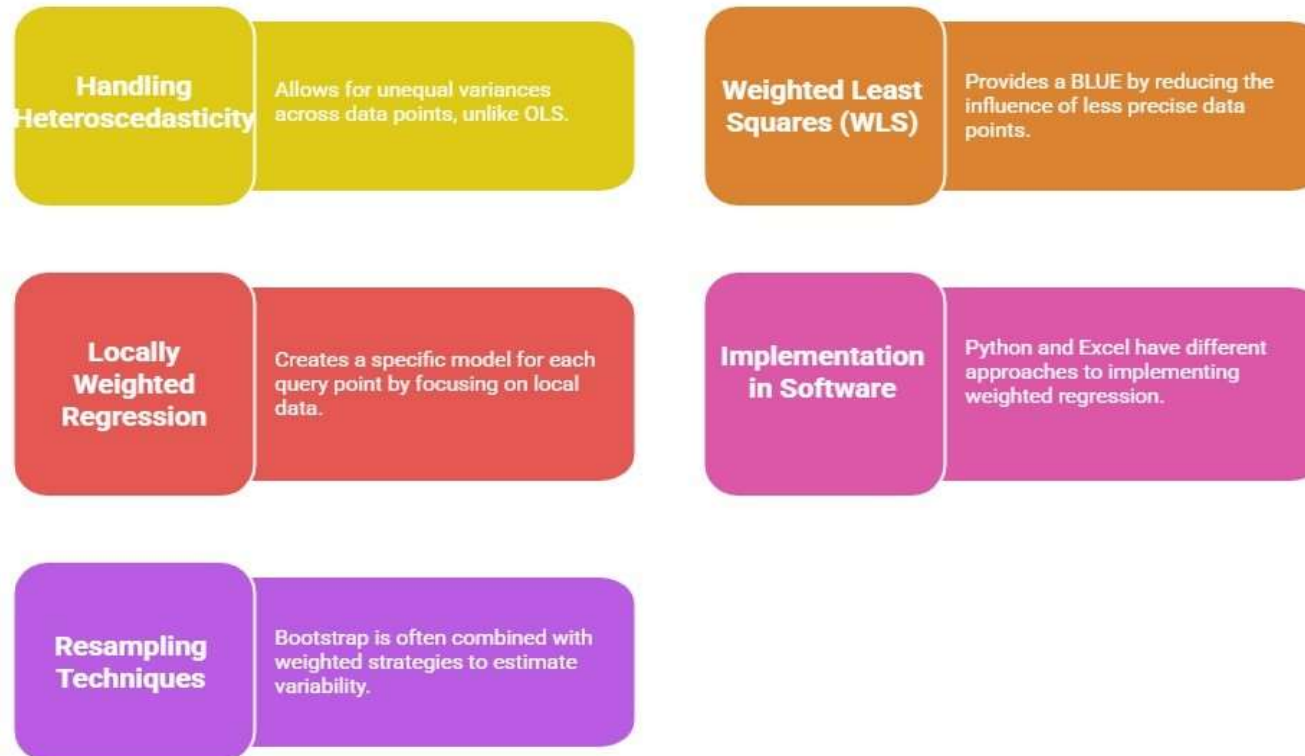 Handling
Heteroscedasticity
Allows for unequal variances
across data points, unlike OLS.
Weighted Least
Squares (WLS)
Provides a BLUE by reducing the
influence of less precise data
points.
Locally
Weighted
Regression
Creates a specific model for each
query point by focusing on local
data.
Implementation
in Software
Python and Excel have different
approaches to implementing
weighted regression.
Resampling
Techniques
Bootstrap is often combined with
weighted strategies to estimate
variability.